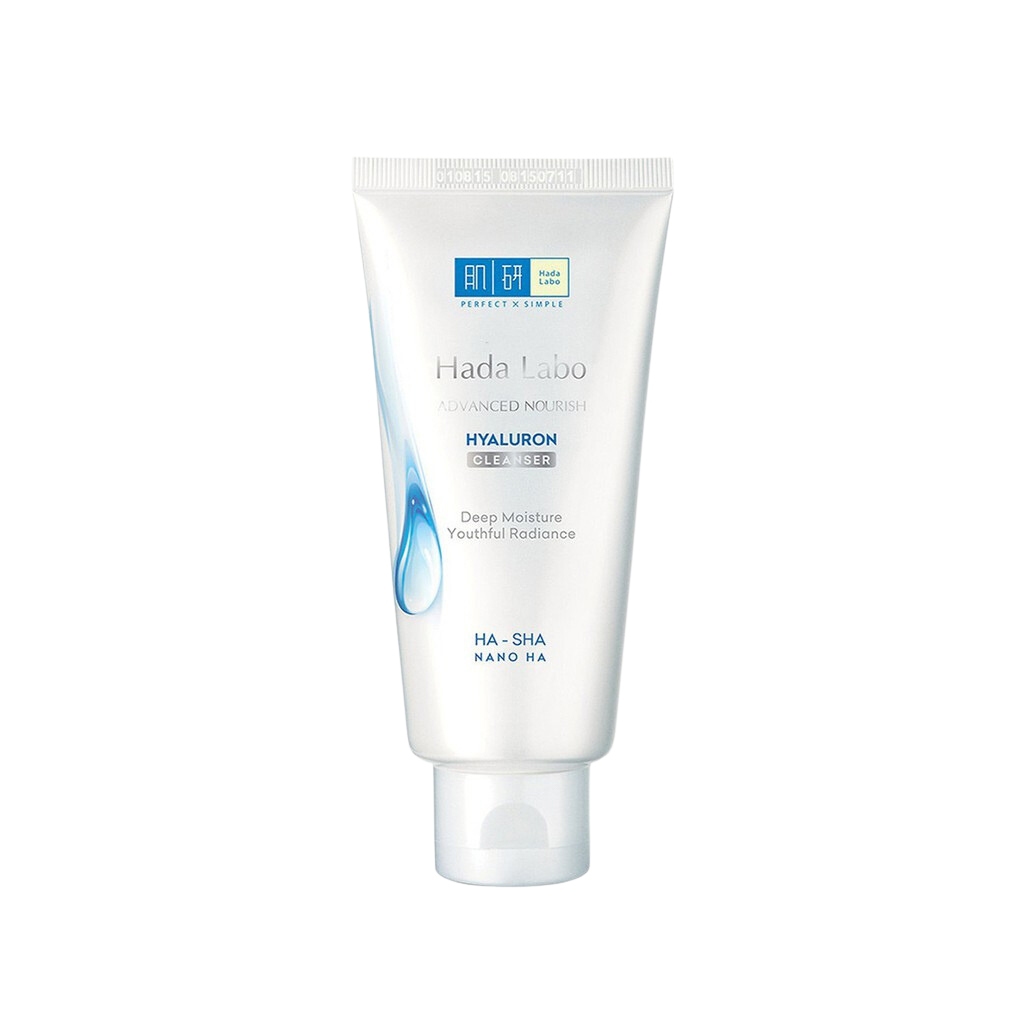 010815 08150711
肌研 Hada
Labo
PERFECT × SIMPLE
Hada Labo
ADVANCED NOURISH
HYALURON
CLEANSER
Deep Moisture
Youthful Radiance
HA - SHA
NANO HA